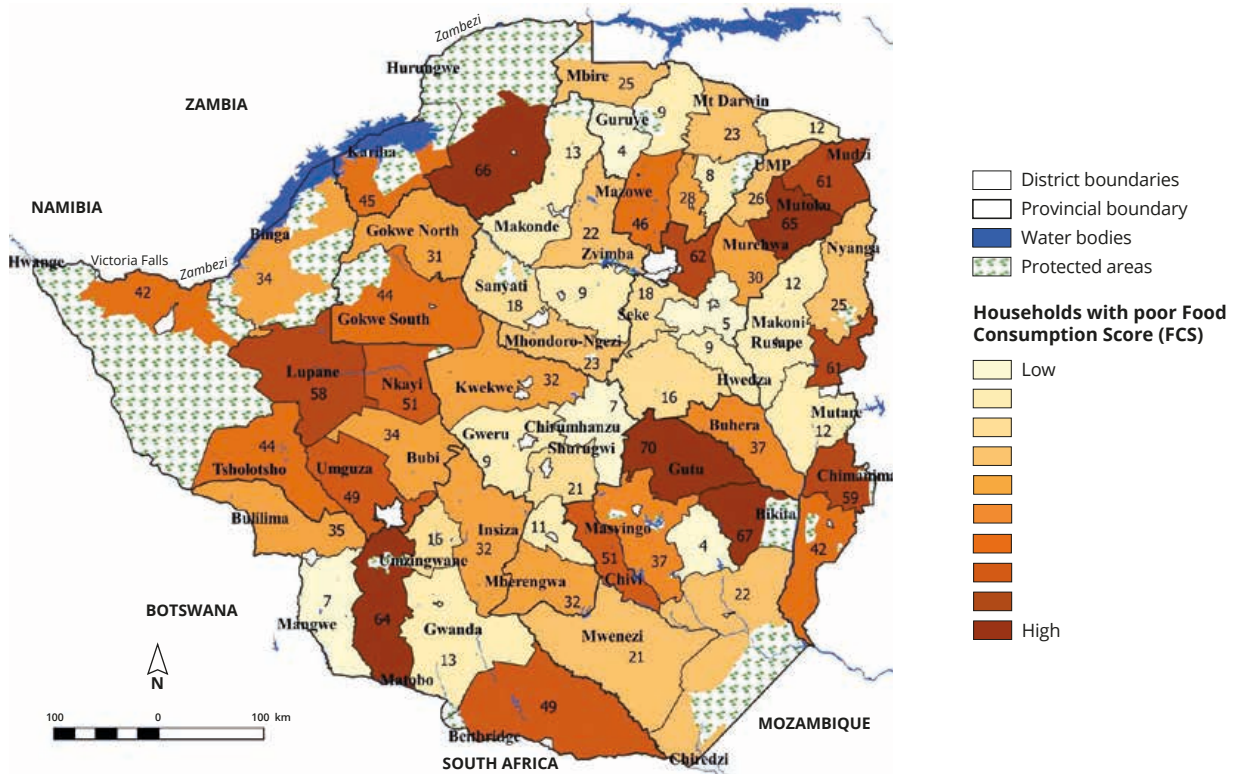 Zambezi
Hurungwe
Mbire
25
ZAMBIA
Mt Darwin
9
Guruve
23
12
4
13
Kariba
Mudzi
UMP
8
61
66
Mazowe
28
26
Mutoko
45
46
65
NAMIBIA
Makonde
Binga
Gokwe North
22
Murehwa
Nyanga
Zvimba
62
31
Hwange
Victoria Falls
Zambezi
34
30
12
Sanyati
42
44
9
18
18
25
Seke
5
Makoni
Gokwe South
Rusape
Mhondoro-Ngezi
9
23
61
Lupane
Nkayi
Kwekwe
32
Hwedza
58
51
16
7
Mutare
34
Gweru
Chirumhanzu
Buhera
12
44
Shurugwi
70
37
Tsholotsho
Umguza
Bubi
9
Gutu
Chimanima
21
49
59
Bulilima
Bikita
35
16
Insiza
11
Masvingo
67
42
32
51
37
4
Umzingwane
Chivi
Mberengwa
32
22
7
64
BOTSWANA
Mangwe
Gwanda
Mwenezi
13
21
N
Matobo
49
100
0
100 km
MOZAMBIQUE
Beitbridge
SOUTH AFRICA
Chiredzi
District boundaries
Provincial boundary
Water bodies
Protected areas
Households with poor Food
Consumption Score (FCS)
Low
High